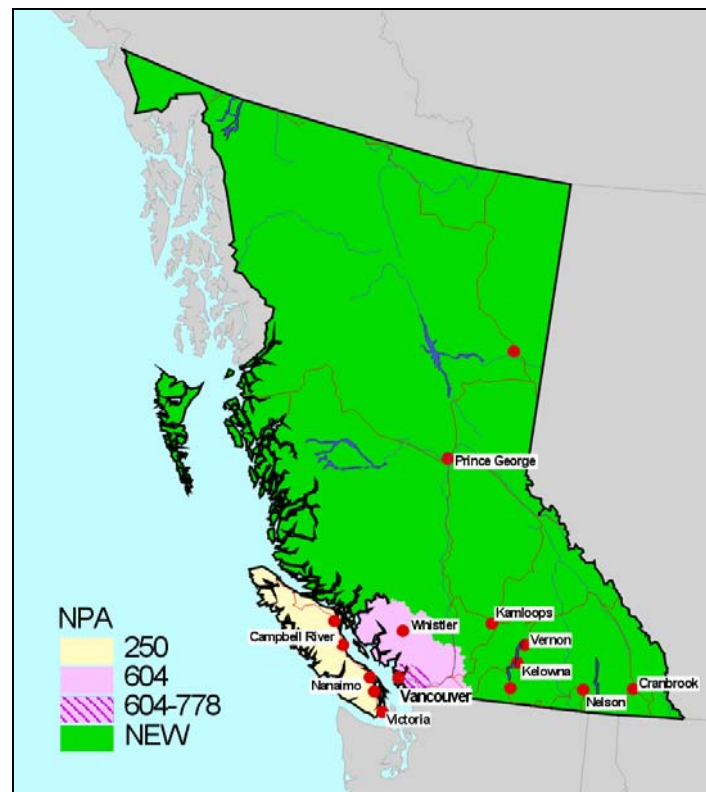 Prince George
Kamloops
Whistler
Vernon
Campbell River
Kelowna
Cranbrook
Nanaimo
Vancouver
Nelson
Victoria
NPA
250
604
604-778
NEW